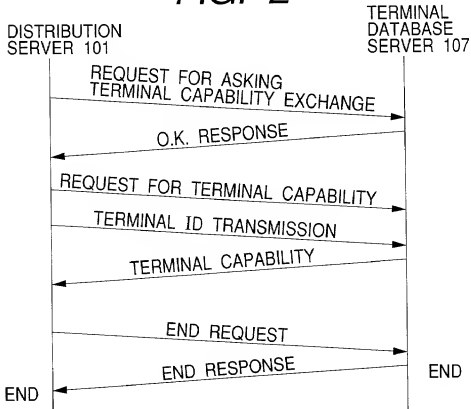 FIG. 2
DISTRIBUTION
SERVER 101
TERMINAL
DATABASE
SERVER 107
REQUEST FOR ASKING
TERMINAL CAPABILITY EXCHANGE
O.K. RESPONSE
REQUEST FOR TERMINAL CAPABILITY
TERMINAL ID TRANSMISSION
TERMINAL CAPABILITY
END REQUEST
END RESPONSE
END
END